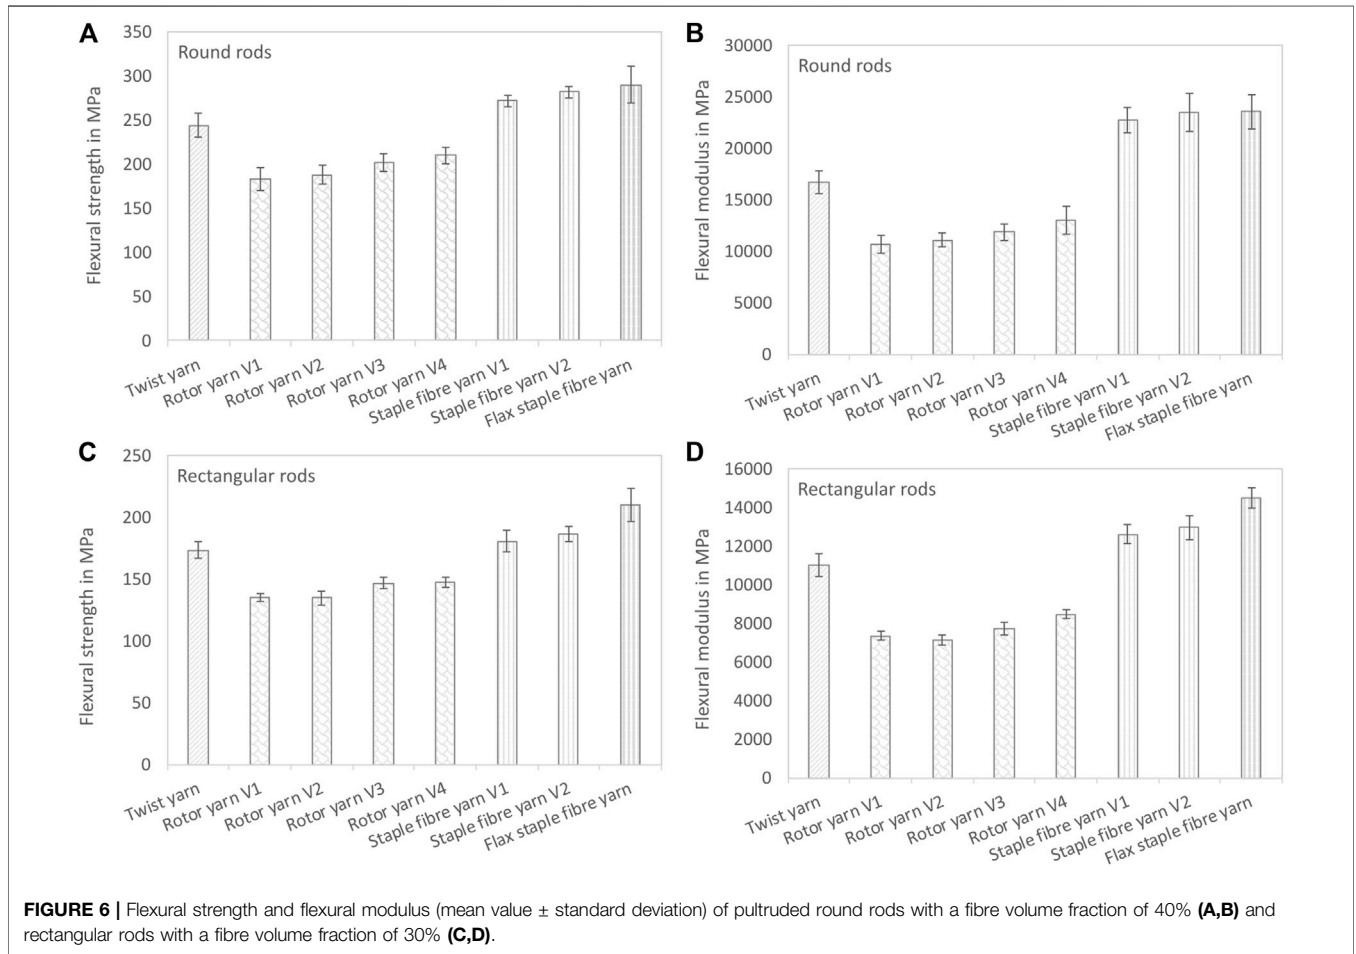 A
B
350
300
250
200
150
100
50
0
Flexural strength in MPa
Round rods
Twist yarn
Rotor yarn V1
Rotor yarn V2
Rotor yarn V3
Rotor yarn V4
Staple fibre yarn V1
Staple fibre yarn V2
Flax staple fibre yarn
30000
25000
20000
15000
10000
5000
0
Flexural modulus in MPa
Round rods
Twist yarn
Rotor yarn V1
Rotor yarn V2
Rotor yarn V3
Rotor yarn V4
Staple fibre yarn V1
Staple fibre yarn V2
Flax staple fibre yarn
C
D
250
200
150
100
50
0
Flexural strength in MPa
Rectangular rods
Twist yarn
Rotor yarn V1
Rotor yarn V2
Rotor yarn V3
Rotor yarn V4
Staple fibre yarn V1
Staple fibre yarn V2
Flax staple fibre yarn
16000
14000
12000
10000
8000
6000
4000
2000
0
Flexural modulus in MPa
Rectangular rods
Twist yarn
Rotor yarn V1
Rotor yarn V2
Rotor yarn V3
Rotor yarn V4
Staple fibre yarn V1
Staple fibre yarn V2
Flax staple fibre yarn
FIGURE 6 | Flexural strength and flexural modulus (mean value ± standard deviation) of pultruded round rods with a fibre volume fraction of 40% (A,B) and
rectangular rods with a fibre volume fraction of 30% (C,D).